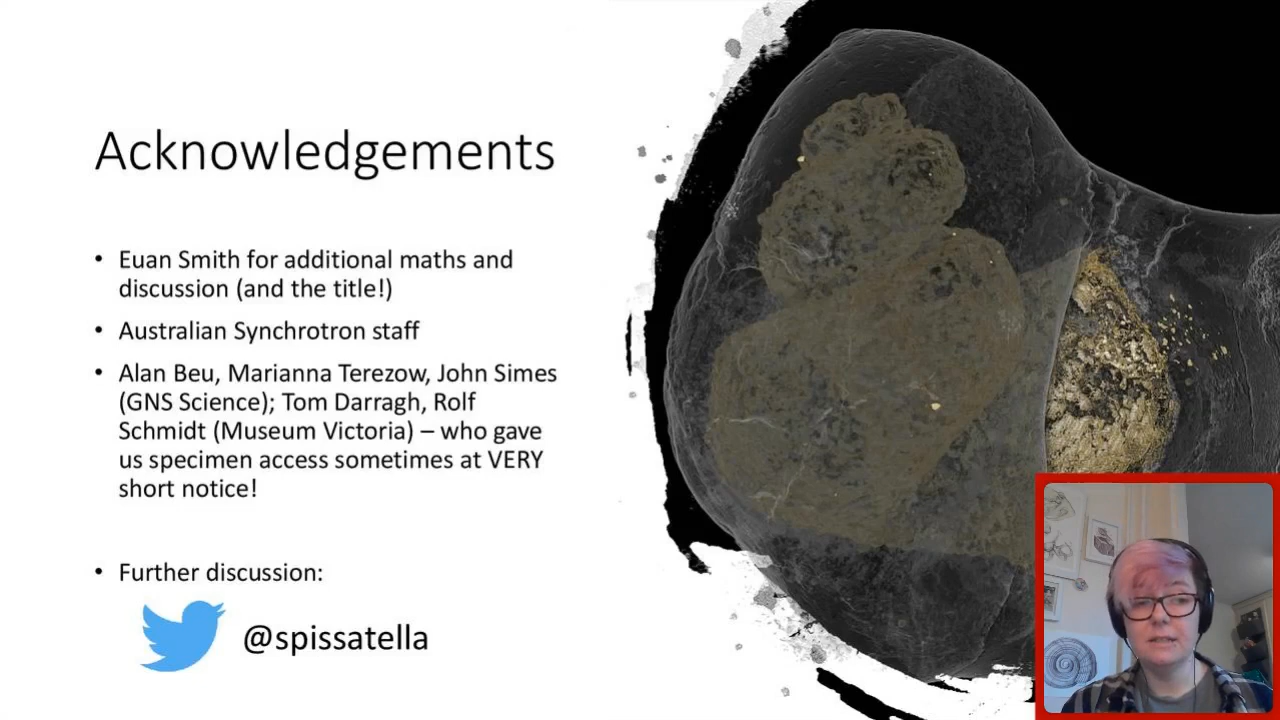 Acknowledgements
• Euan Smith for additional maths and
discussion (and the title!)
• Australian Synchrotron staff
• Alan Beu, Marianna Terezow, John Simes
(GNS Science); Tom Darragh, Rolf
Schmidt (Museum Victoria) – who gave
us specimen access sometimes at VERY
short notice!
• Further discussion:
@spissatella